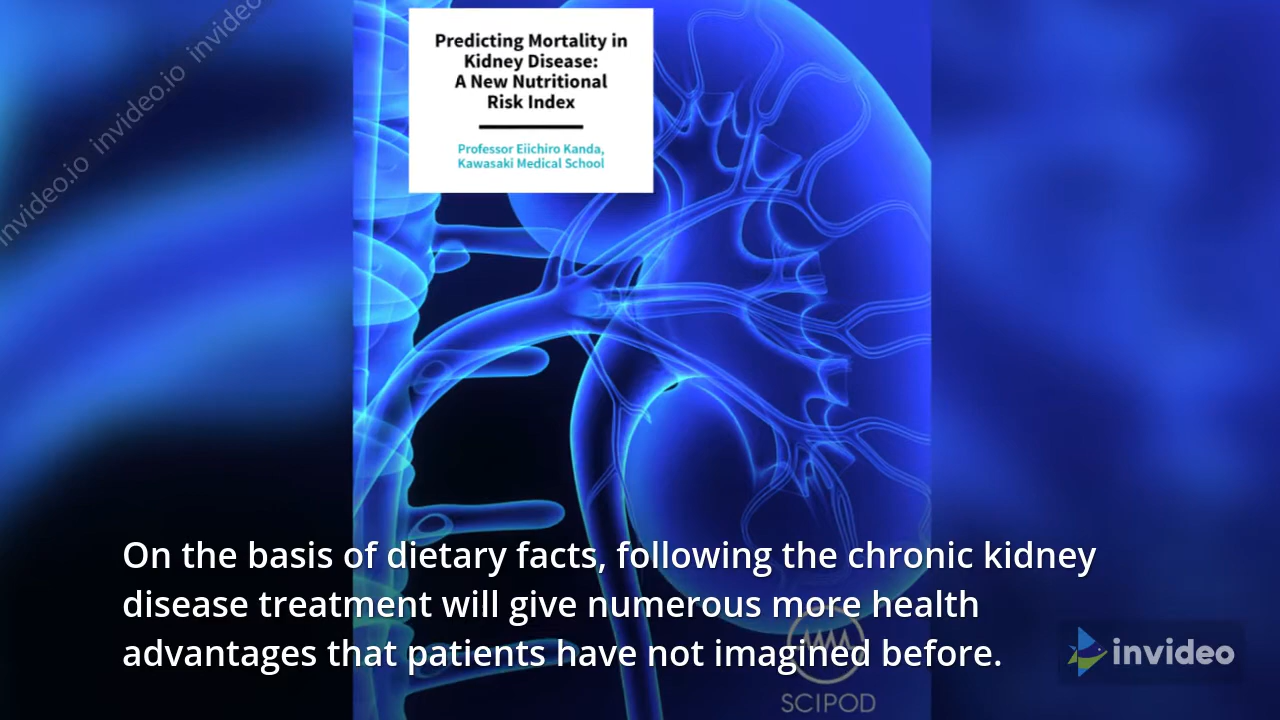 invideo.io invideo.io invideo
Predicting Mortality in
Kidney Disease:
A New Nutritional
Risk Index
Professor Eiichiro Kanda,
Kawasaki Medical School
On the basis of dietary facts, following the chronic kidney
disease treatment will give numerous more health
advantages that patients have not imagined before.
invideo
SCIPOD